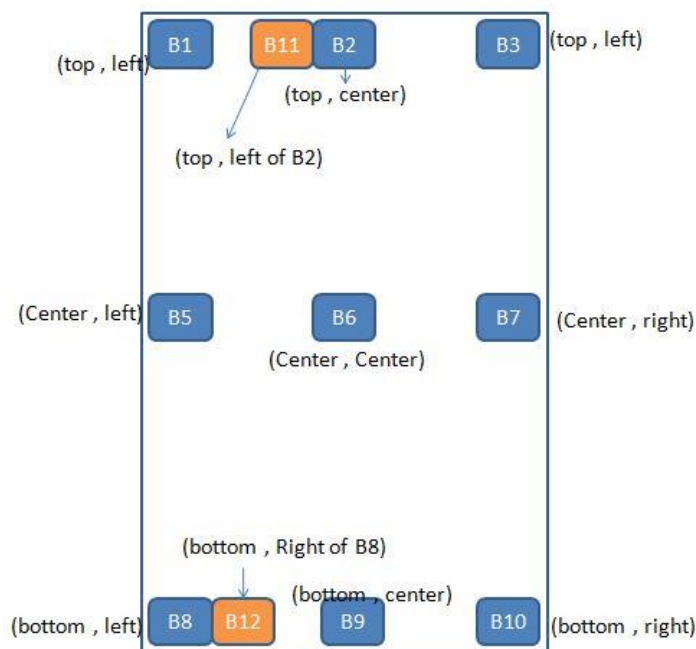 B1
B11
B2
B3
(top , left)
(top , left)
(top , center)
(top , left of B2)
(Center , left)
B5
B6
B7
(Center , right)
(Center , Center)
(bottom , Right of B8)
(bottom , center)
(bottom , left)
B8
B12
B9
B10
(bottom , right)